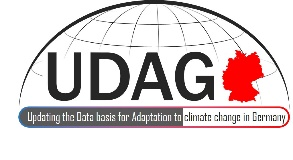 UDAG
Updating the Data basis for Adaptation to climate change in Germany